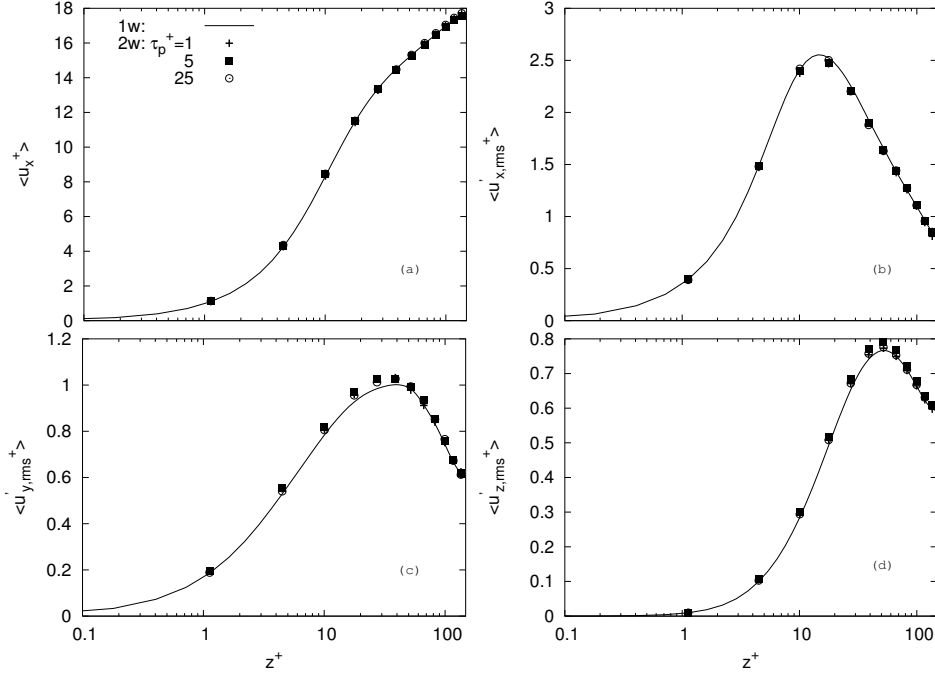 18
16
14
12
10
8
6
4
2
0
<u_x^+>
1w:
2w: τ_p^+=1
5
25
(a)
3
2.5
2
1.5
1
0.5
0
<u'_{x,rms}^+>
(b)
1.2
1
0.8
0.6
0.4
0.2
0
<u'_{y,rms}^+>
(c)
0.1 1 10 100
z^+
0.8
0.7
0.6
0.5
0.4
0.3
0.2
0.1
0
<u'_{z,rms}^+>
(d)
0.1 1 10 100
z^+